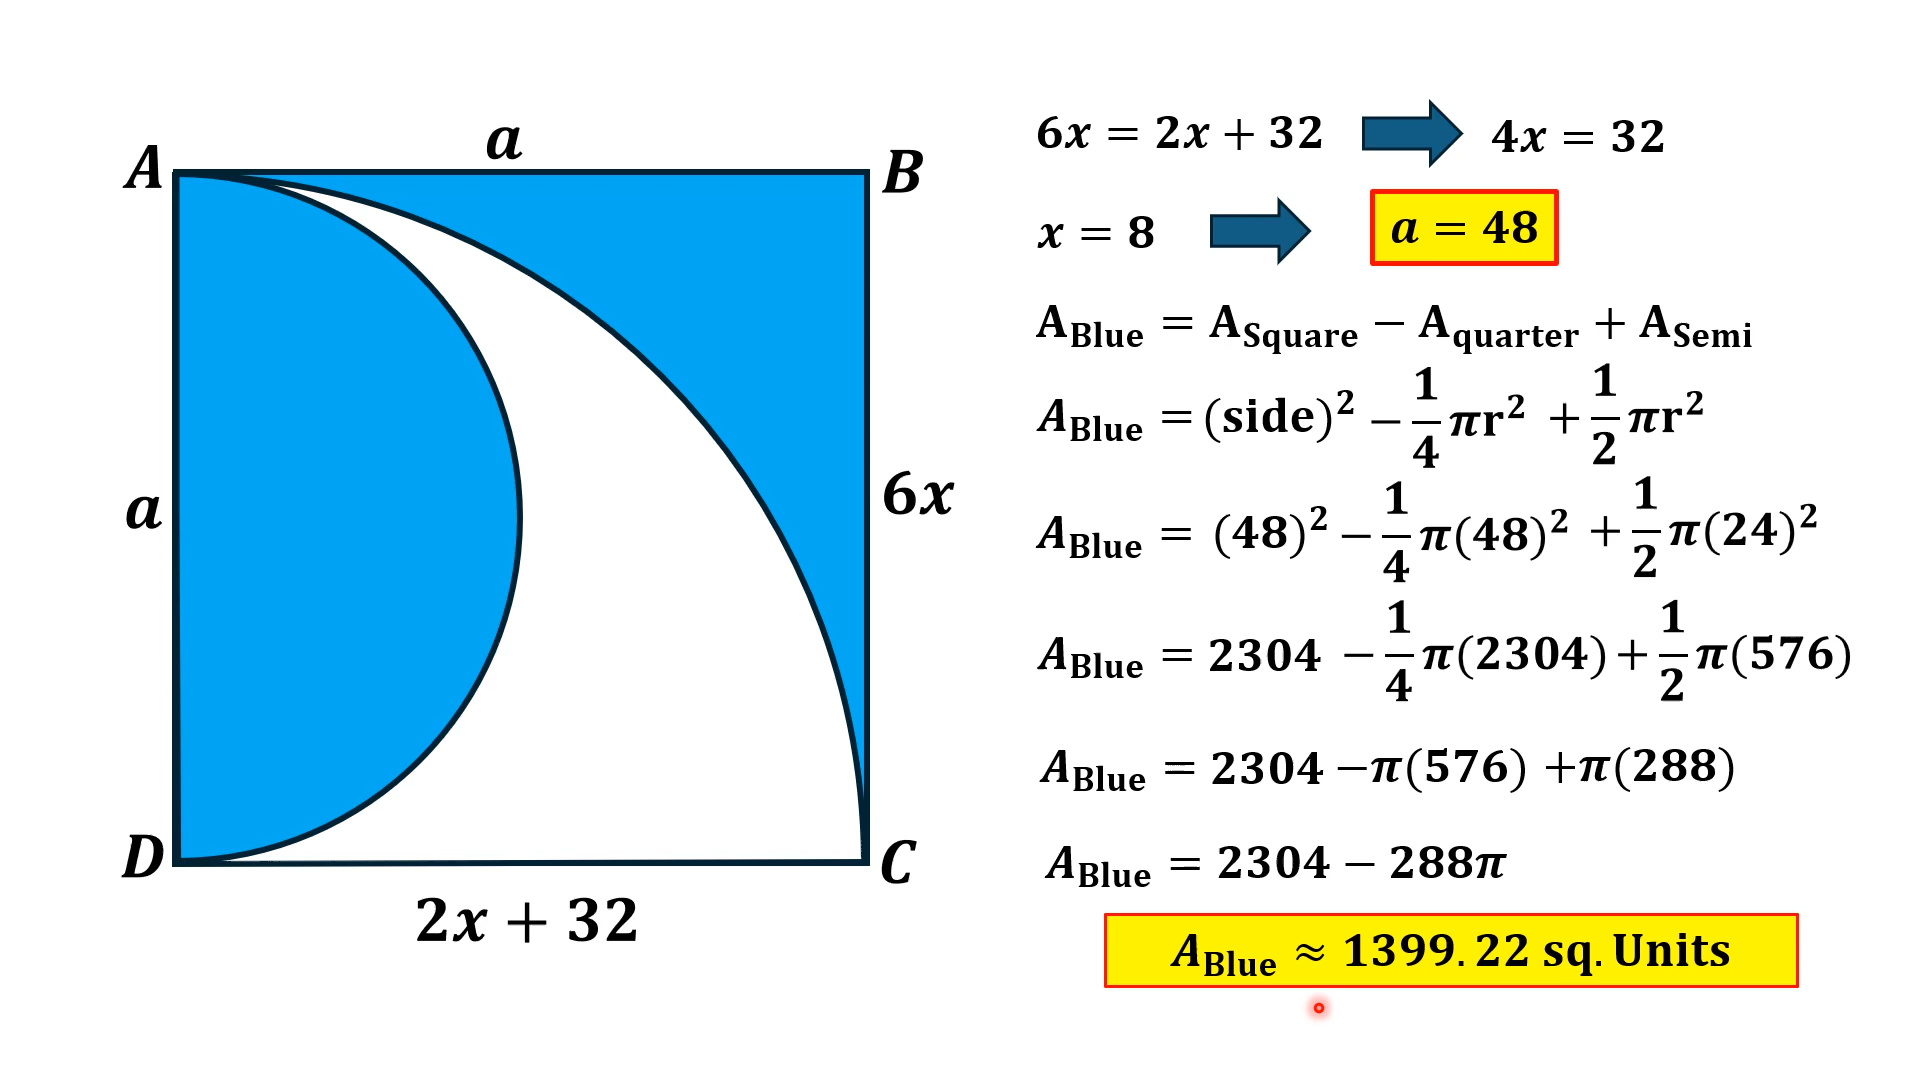 a
A
B
a
6x
D
C
2x + 32
6x = 2x + 32
4x = 32
x = 8
a = 48
A_Blue = A_Square − A_quarter + A_Semi
A_Blue = (side)² − 1/4 πr² + 1/2 πr²
A_Blue = (48)² − 1/4 π(48)² + 1/2 π(24)²
A_Blue = 2304 − 1/4 π(2304) + 1/2 π(576)
A_Blue = 2304 − π(576) + π(288)
A_Blue = 2304 − 288π
A_Blue ≈ 1399.22 sq. Units